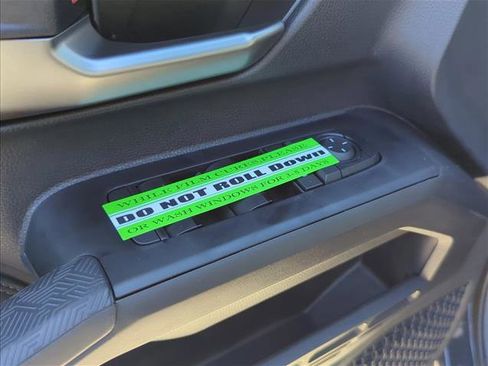 WHILE FILM CURES PLEASE
DO NOT ROLL DOWN
OR WASH WINDOWS FOR 3-5 DAYS